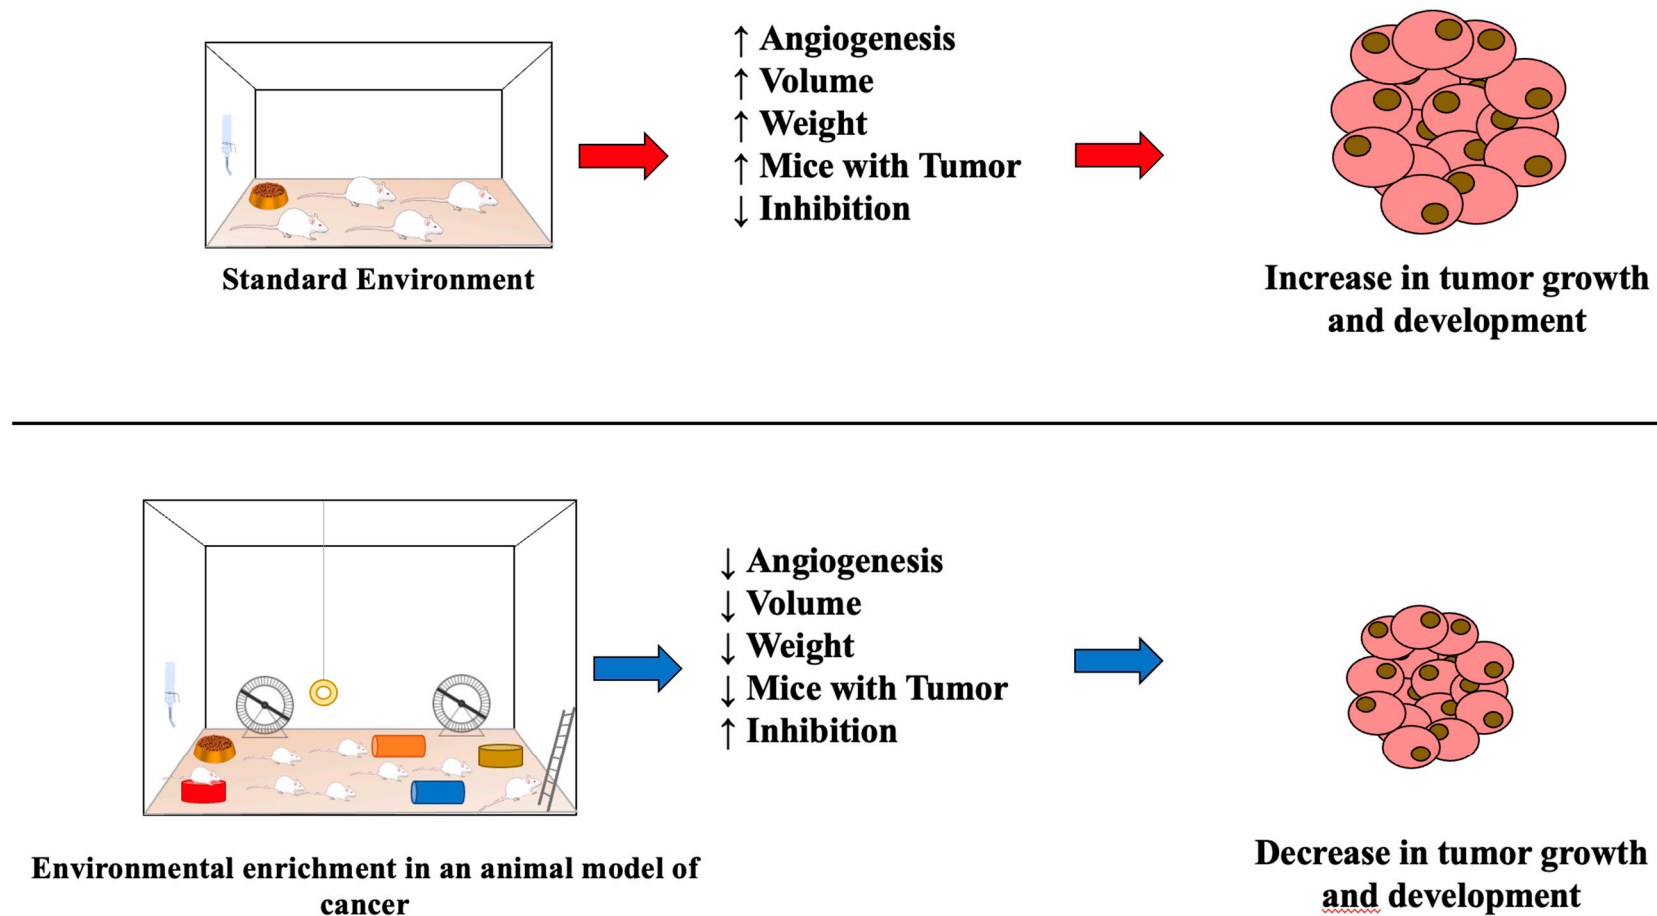 ↑ Angiogenesis
↑ Volume
↑ Weight
↑ Mice with Tumor
↓ Inhibition
Standard Environment
Increase in tumor growth
and development
↓ Angiogenesis
↓ Volume
↓ Weight
↓ Mice with Tumor
↑ Inhibition
Environmental enrichment in an animal model of
cancer
Decrease in tumor growth
and development